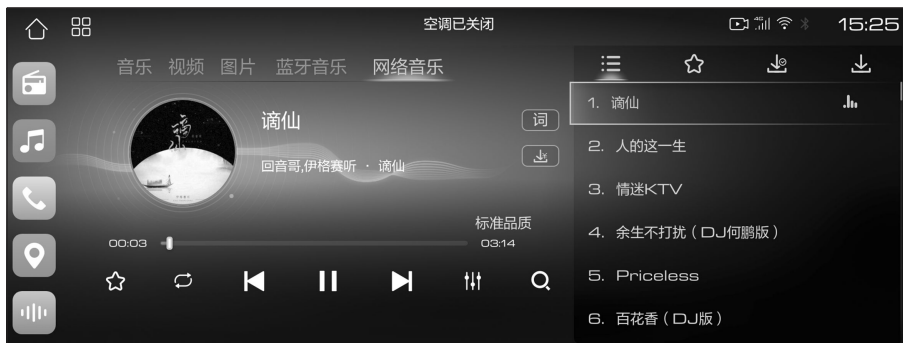 空调已关闭
4G
15:25
音乐 视频 图片 蓝牙音乐 网络音乐
谪仙
词
回音哥,伊格赛听 · 谪仙
标准品质
00:03
03:14
1. 谪仙
2. 人的这一生
3. 情迷KTV
4. 余生不打扰（DJ何鹏版）
5. Priceless
6. 百花香（DJ版）